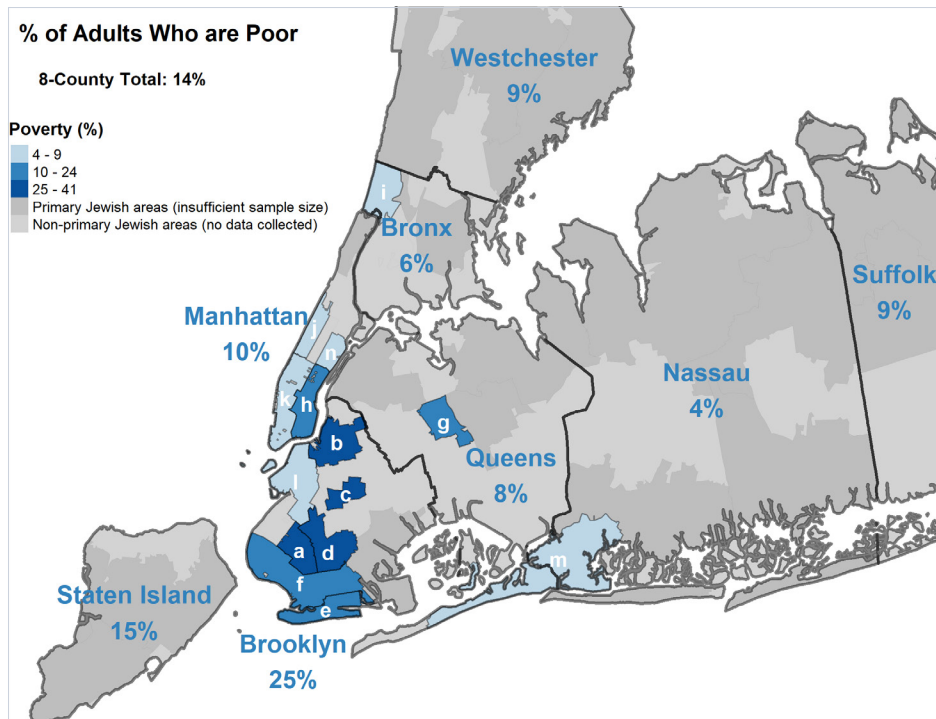 % of Adults Who are Poor
8-County Total: 14%
Poverty (%)
4 - 9
10 - 24
25 - 41
Primary Jewish areas (insufficient sample size)
Non-primary Jewish areas (no data collected)
Westchester
9%
i
Bronx
6%
Suffolk
9%
Manhattan
10%
j
n
k
h
Nassau
4%
g
b
Queens
8%
l
c
a
d
m
f
e
Staten Island
15%
Brooklyn
25%